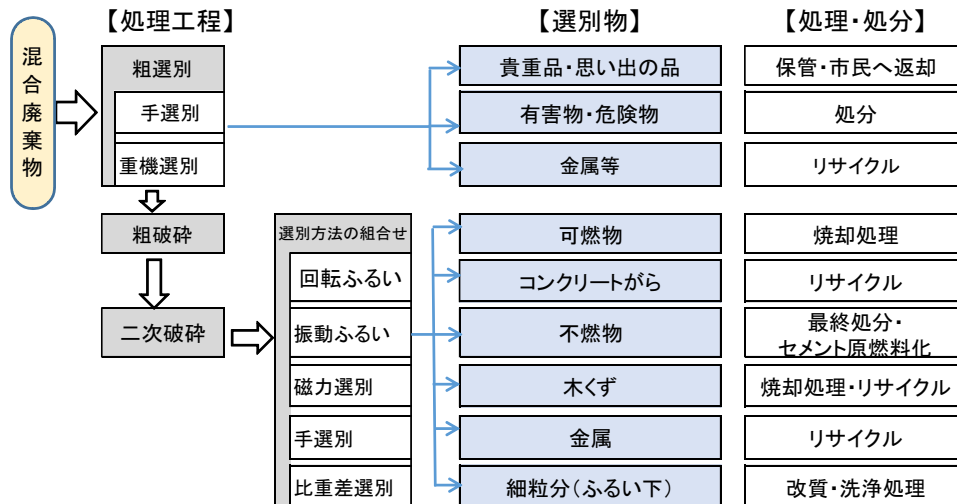 【処理工程】
【選別物】
【処理・処分】
混合廃棄物
粗選別
手選別
重機選別
貴重品・思い出の品
保管・市民へ返却
有害物・危険物
処分
金属等
リサイクル
粗破砕
二次破砕
選別方法の組合せ
回転ふるい
振動ふるい
磁力選別
手選別
比重差選別
可燃物
焼却処理
コンクリートがら
リサイクル
不燃物
最終処分・
セメント原燃料化
木くず
焼却処理・リサイクル
金属
リサイクル
細粒分（ふるい下）
改質・洗浄処理